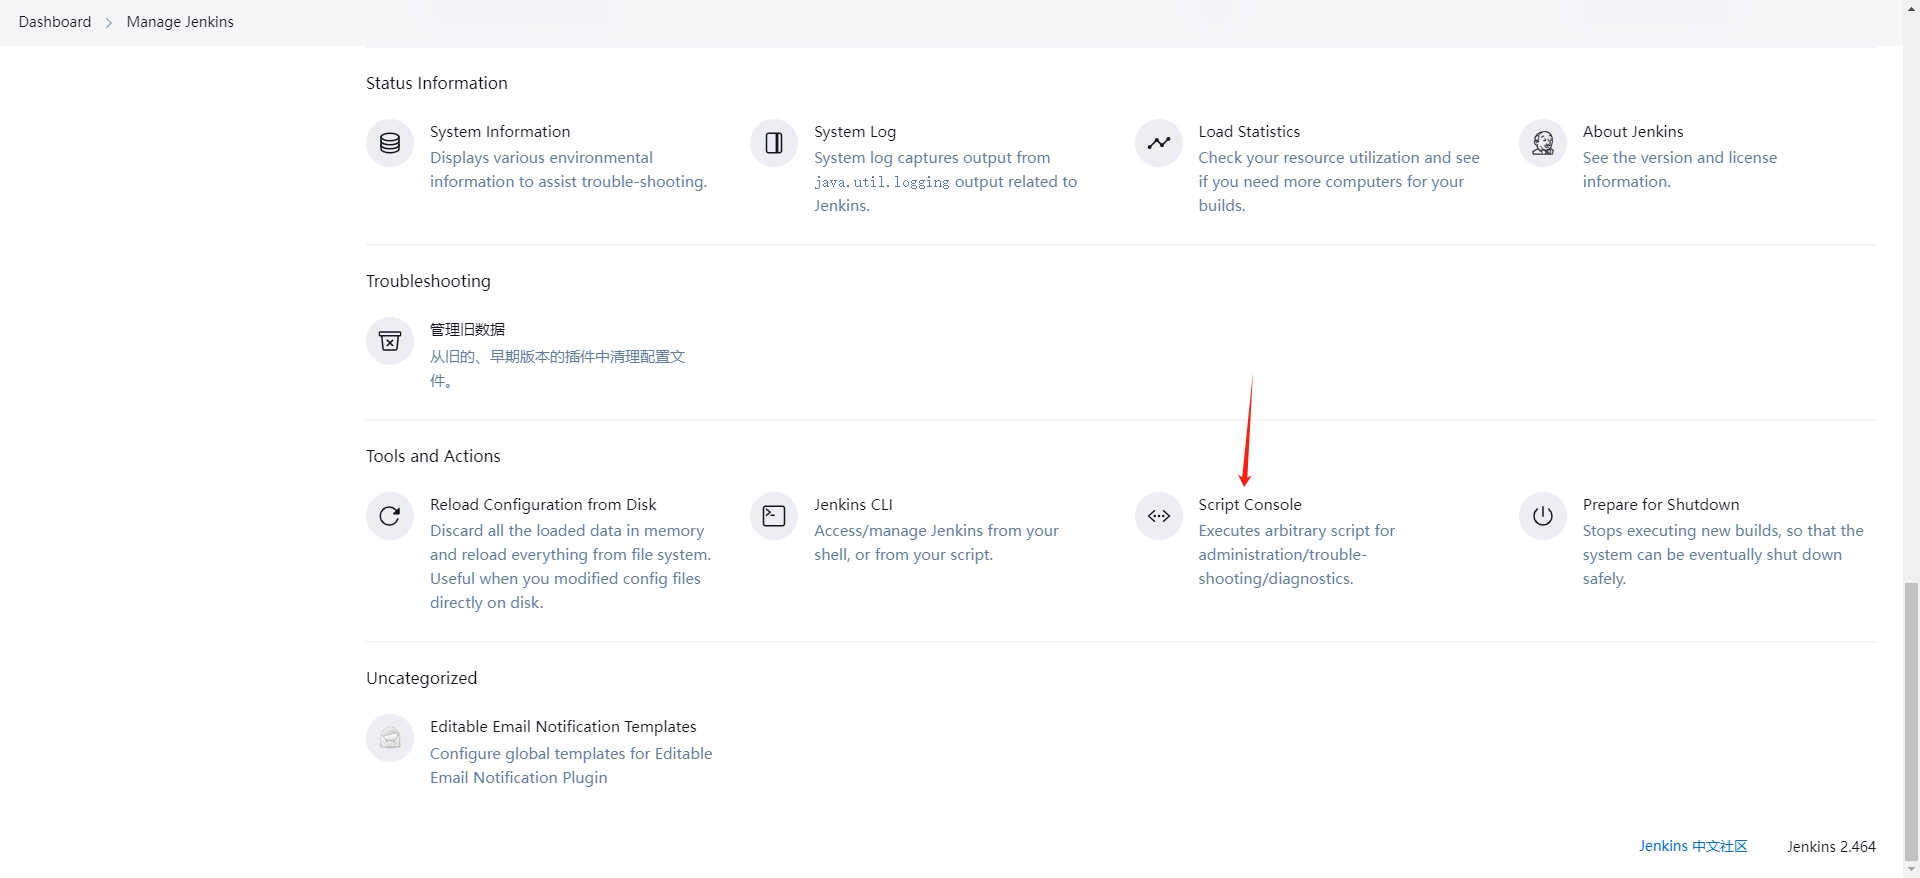 Dashboard
Manage Jenkins
Status Information
System Information
Displays various environmental
information to assist trouble-shooting.
System Log
System log captures output from
java.util.logging output related to
Jenkins.
Load Statistics
Check your resource utilization and see
if you need more computers for your
builds.
About Jenkins
See the version and license
information.
Troubleshooting
管理旧数据
从旧的、早期版本的插件中清理配置文
件。
Tools and Actions
Reload Configuration from Disk
Discard all the loaded data in memory
and reload everything from file system.
Useful when you modified config files
directly on disk.
Jenkins CLI
Access/manage Jenkins from your
shell, or from your script.
Script Console
Executes arbitrary script for
administration/trouble-
shooting/diagnostics.
Prepare for Shutdown
Stops executing new builds, so that the
system can be eventually shut down
safely.
Uncategorized
Editable Email Notification Templates
Configure global templates for Editable
Email Notification Plugin
Jenkins 中文社区
Jenkins 2.464